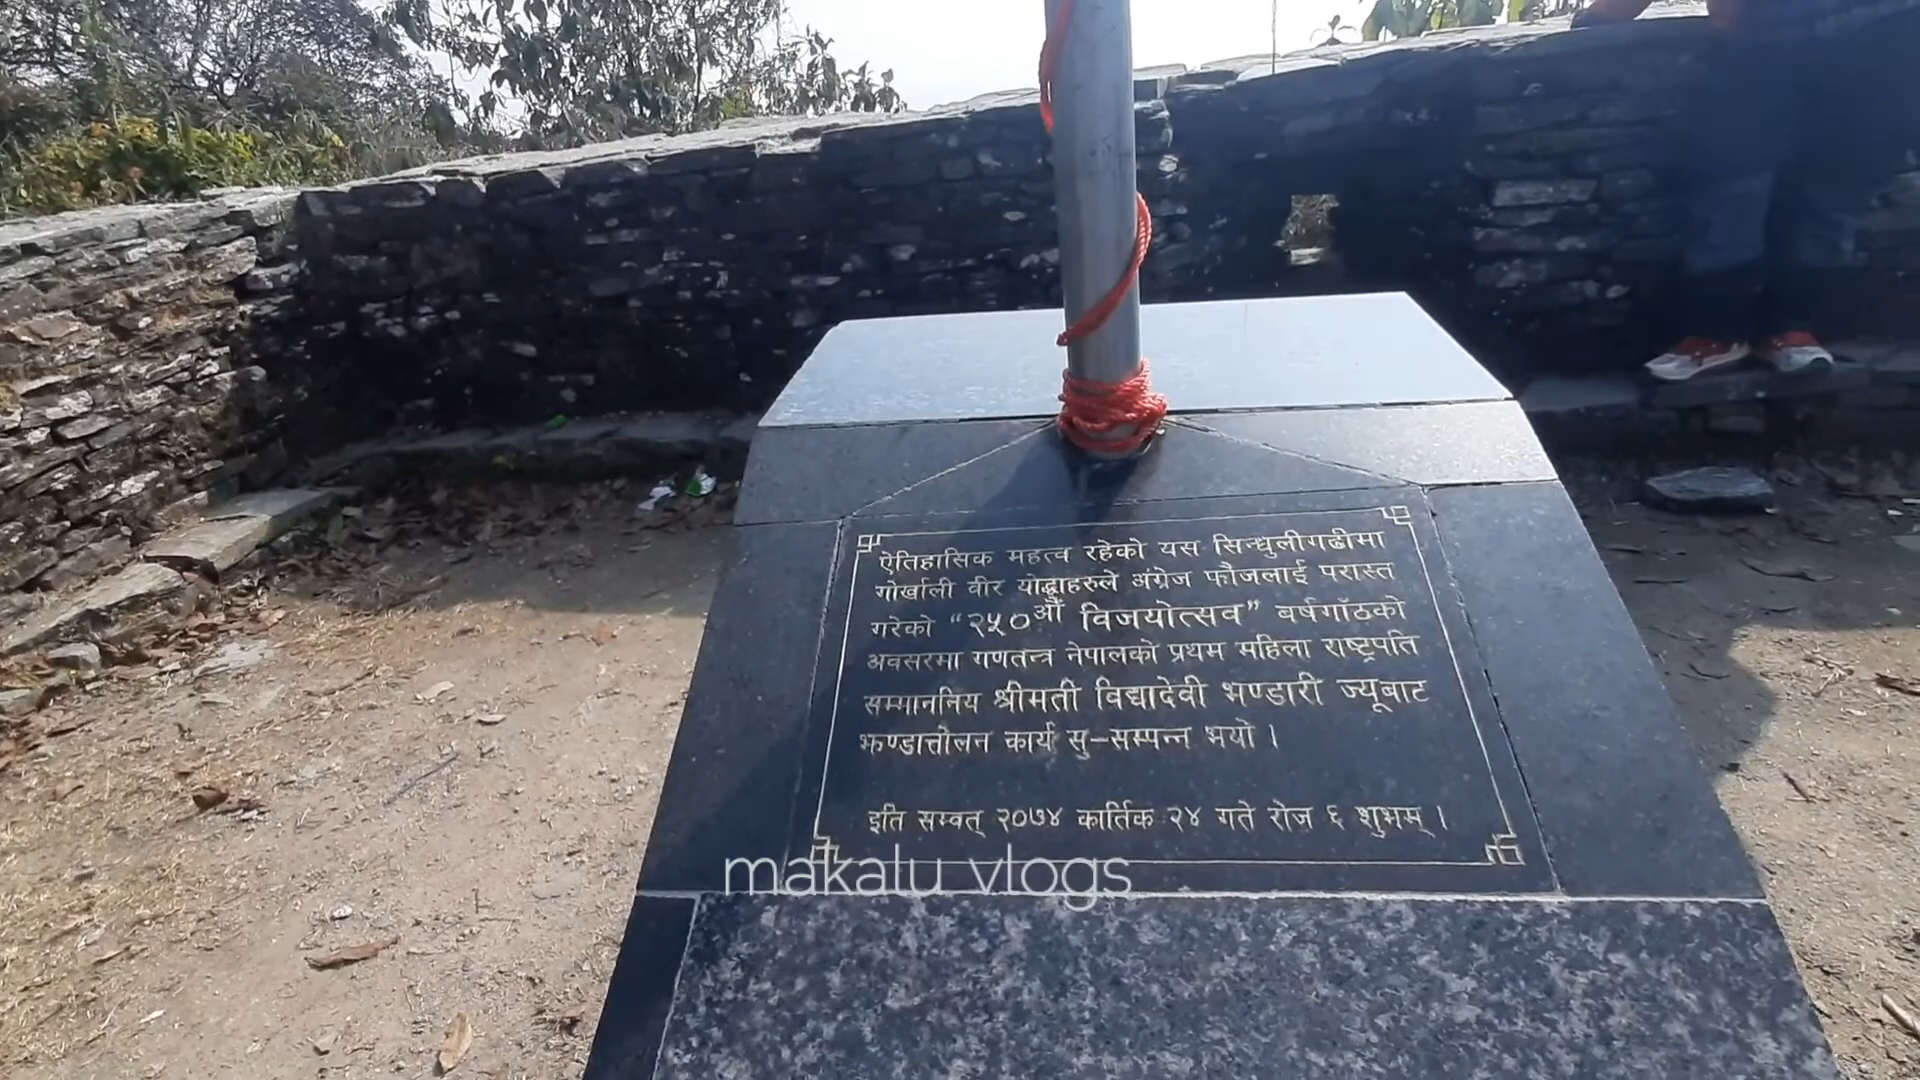 ऐतिहासिक महत्व रहेको यस सिन्धुलीगढीमा
गोर्खाली वीर योद्धाहरुले अंग्रेज फौजलाई परास्त
गरेको “२५०औं विजयोत्सव” बर्षगाँठको
अवसरमा गणतन्त्र नेपालको प्रथम महिला राष्ट्रपति
सम्माननिय श्रीमती विद्यादेवी भण्डारी ज्यूबाट
झण्डात्तोलन कार्य सु-सम्पन्न भयो ।
इति सम्वत् २०७४ कार्तिक २४ गते रोज ६ शुभम् ।
makalu vlogs